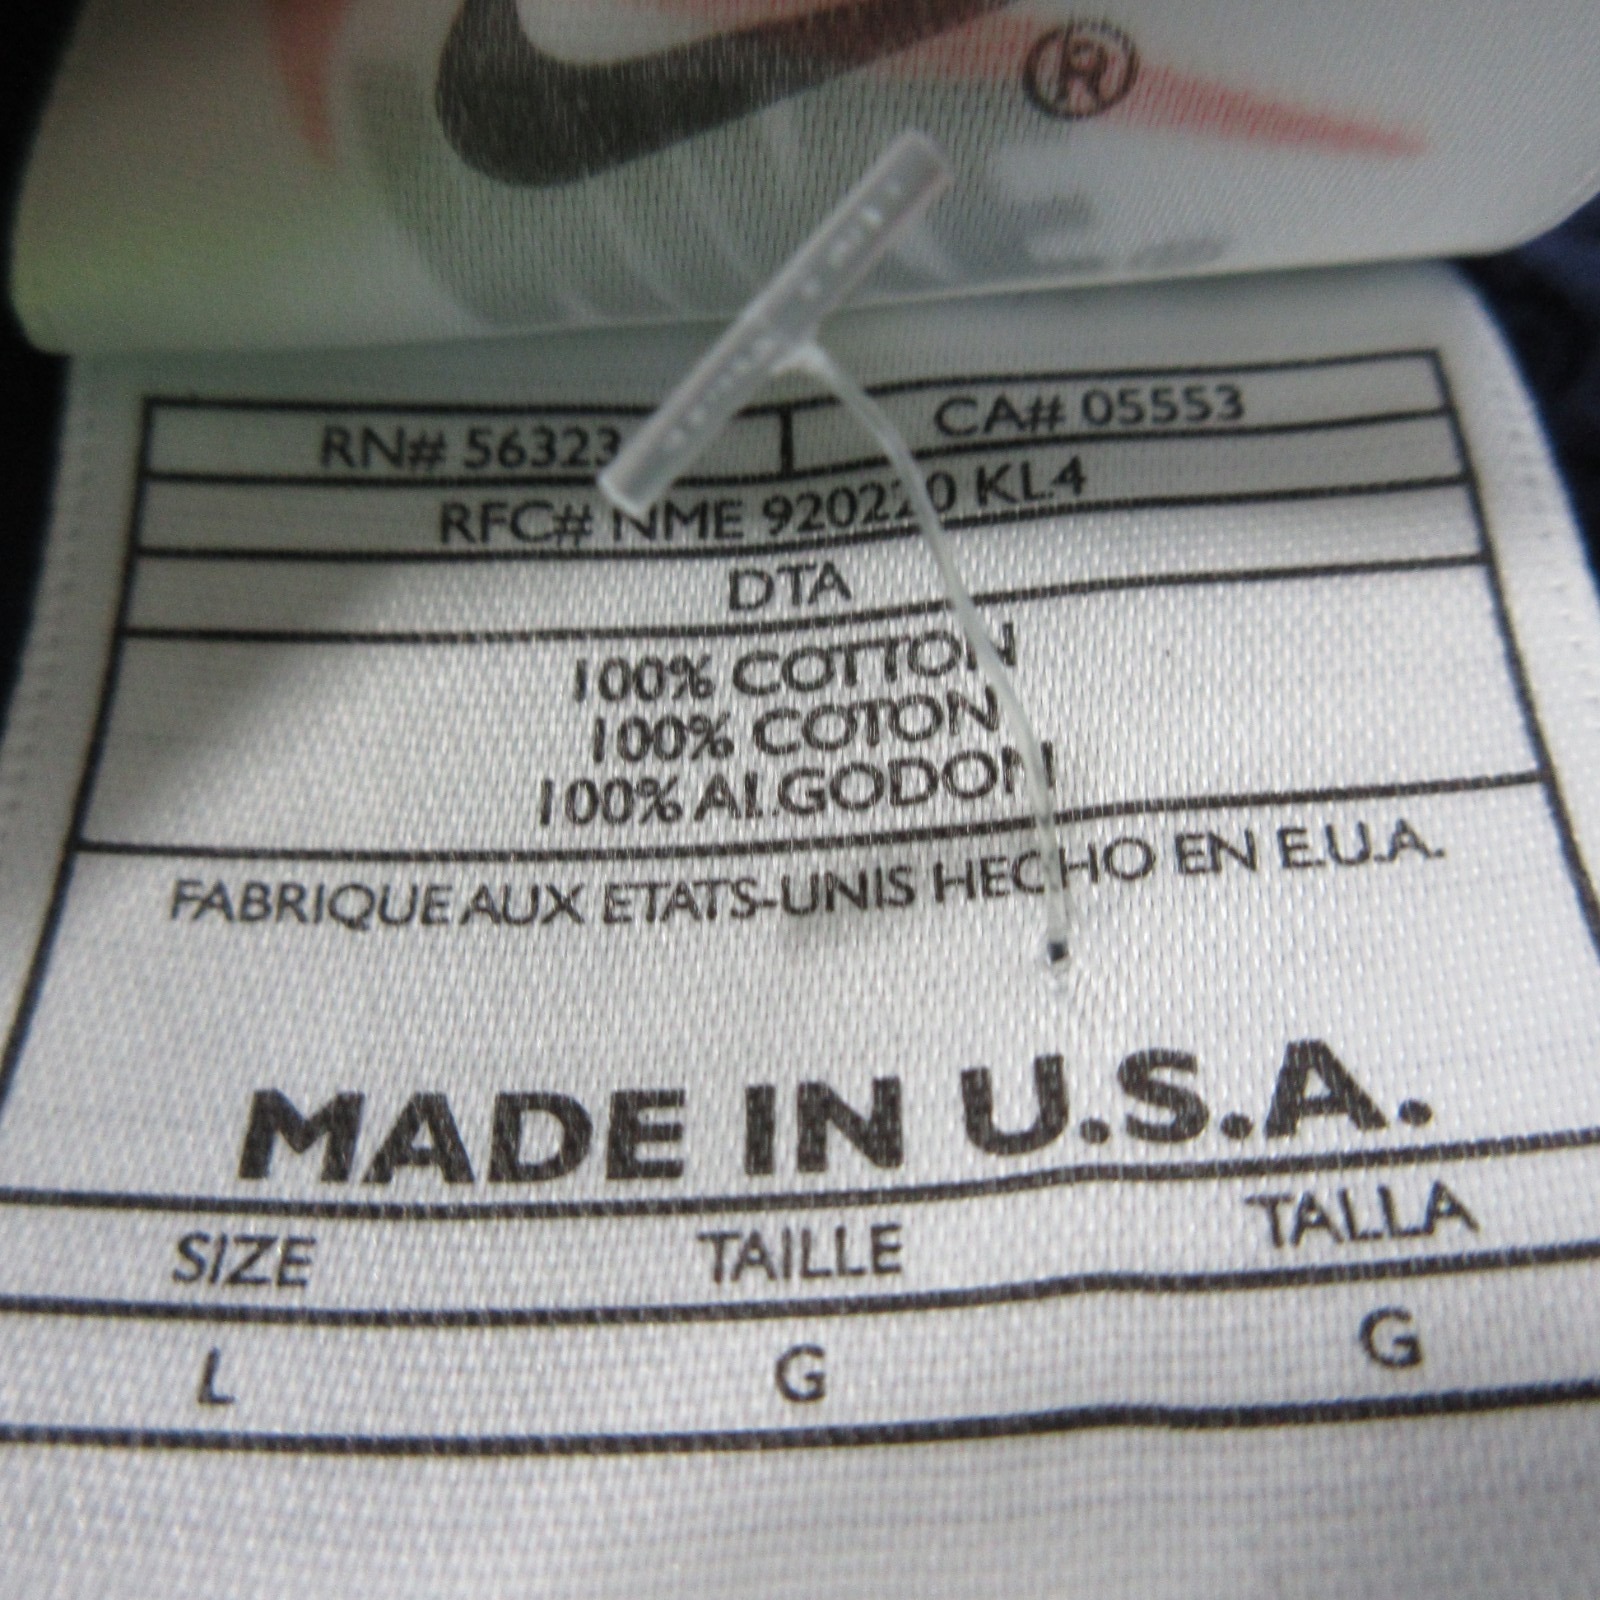 ®
RN# 56323 CA# 05553
RFC# NME 920220 KL4
DTA
100% COTTON
100% COTON
100% ALGODON
FABRIQUE AUX ETATS-UNIS HECHO EN E.U.A.
MADE IN U.S.A.
SIZE TAILLE TALLA
L G G